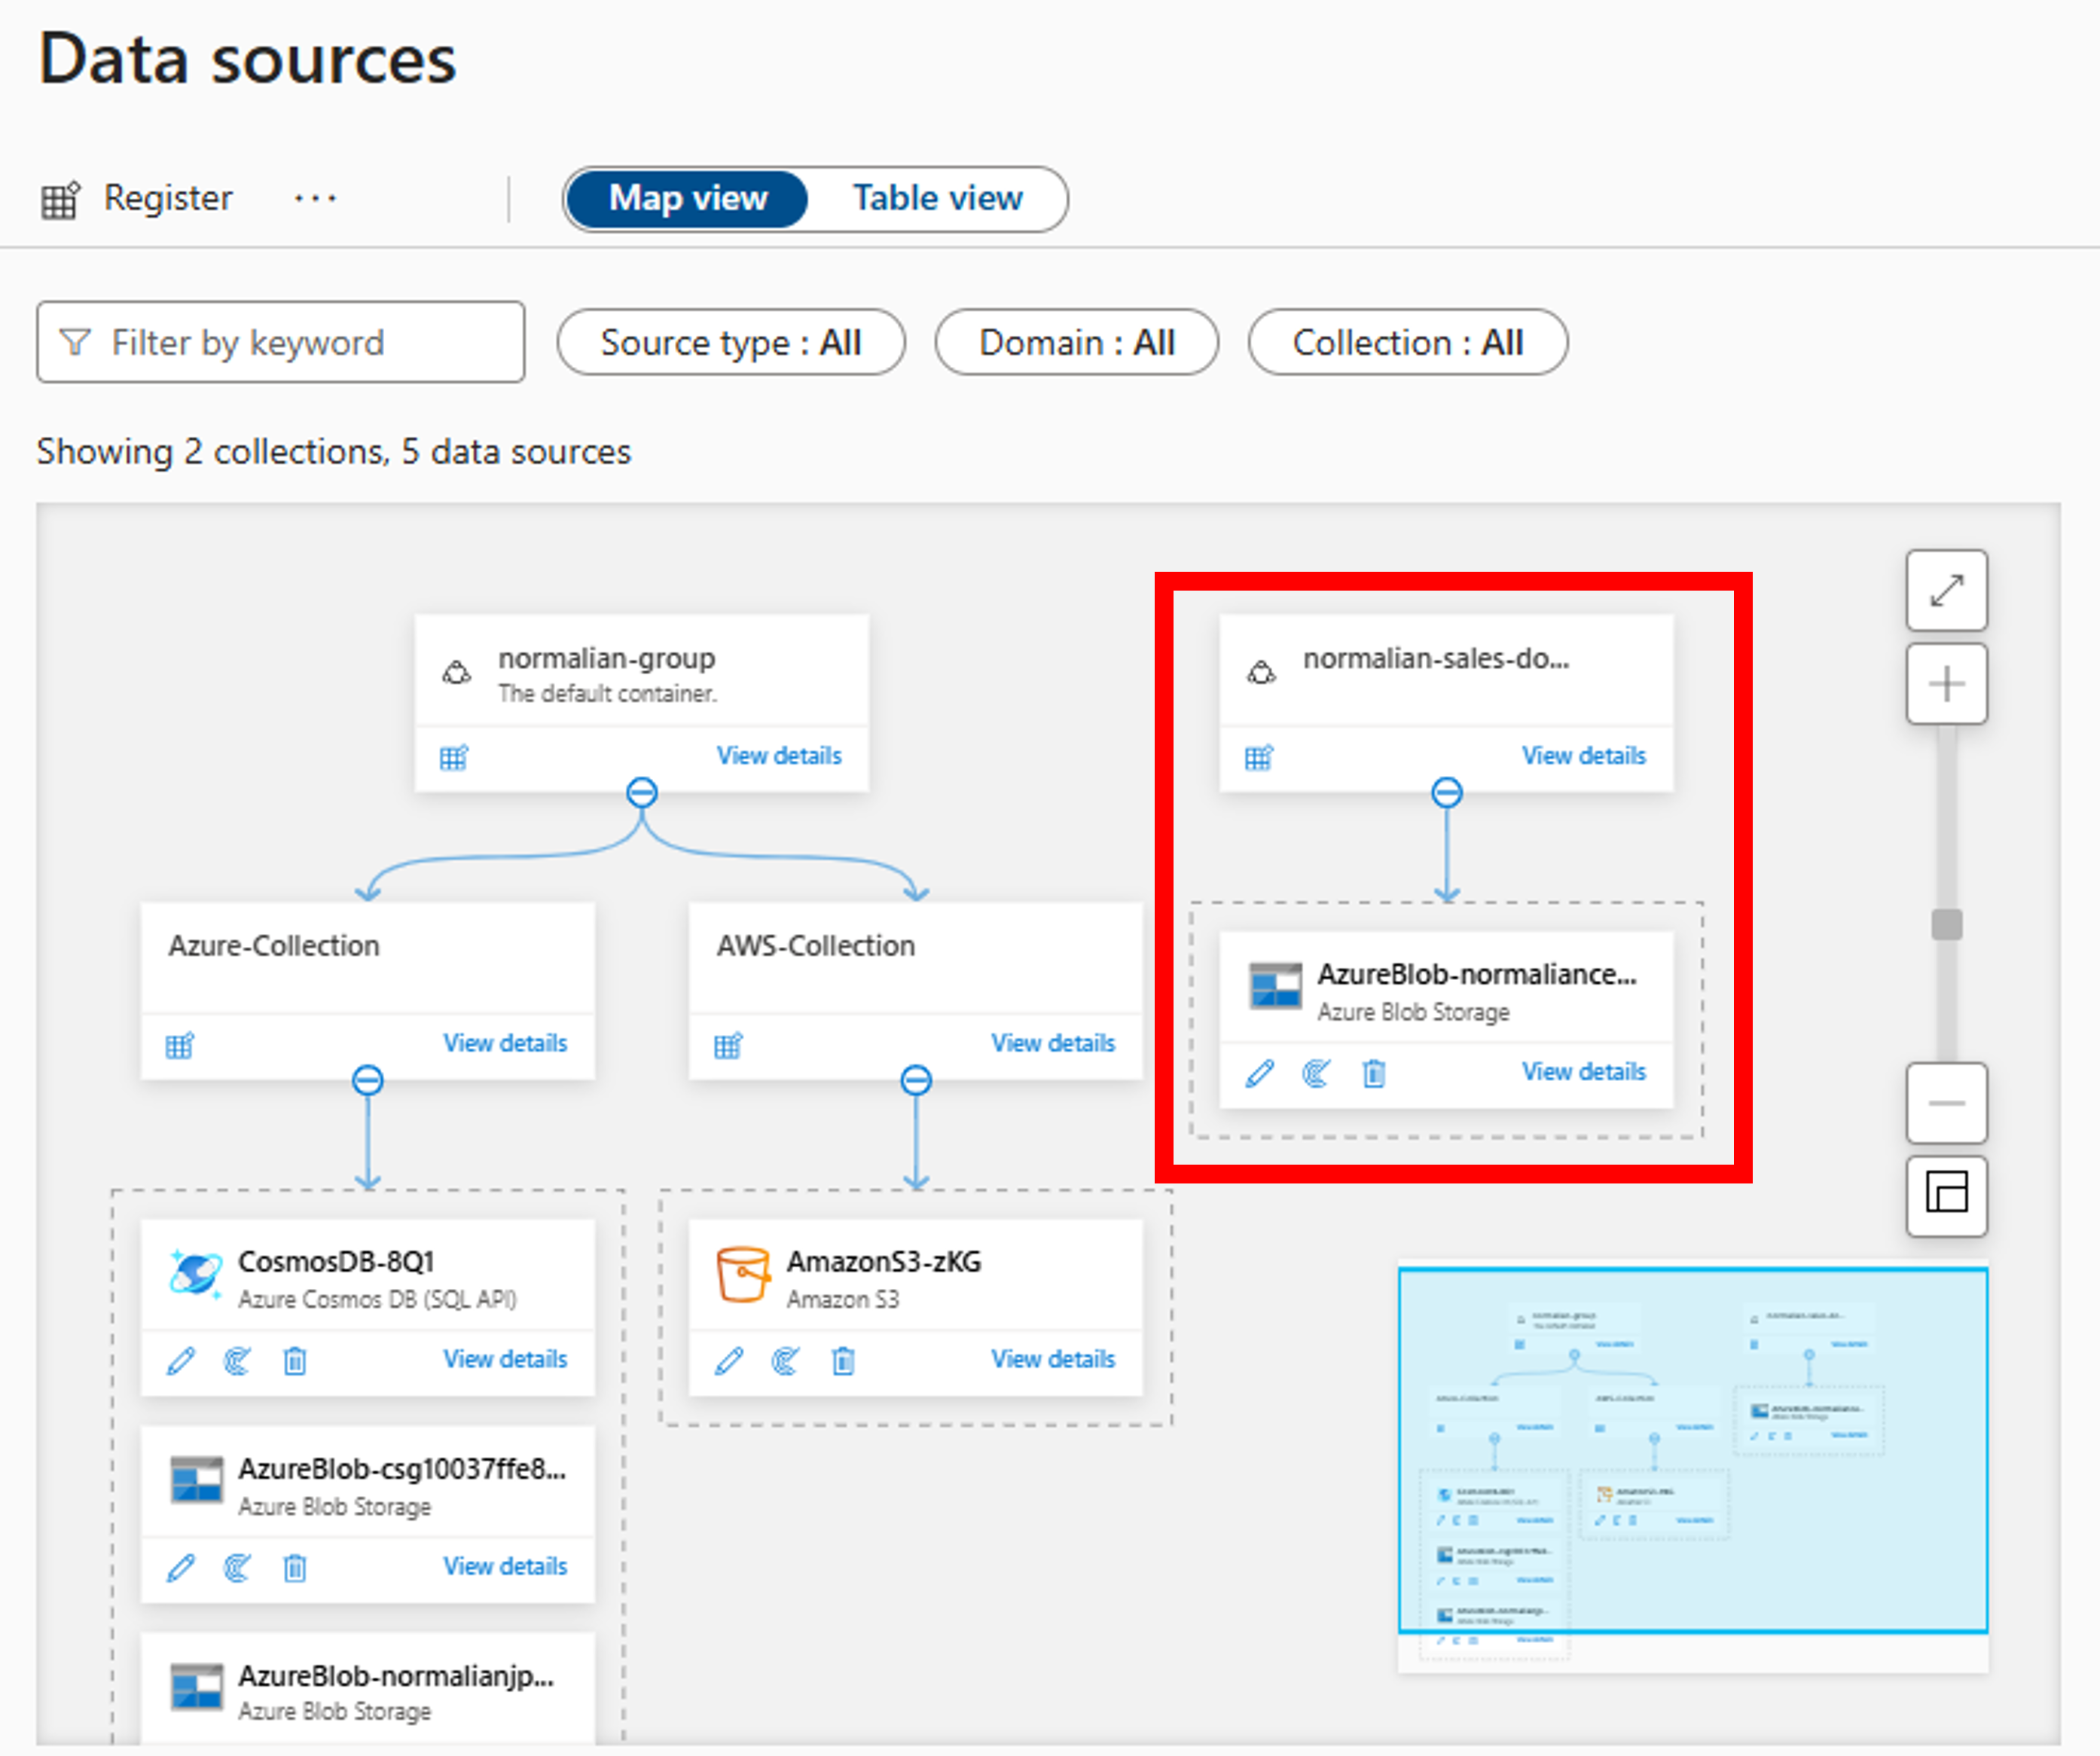 Data sources
Register ...
Map view Table view
Filter by keyword
Source type : All
Domain : All
Collection : All
Showing 2 collections, 5 data sources
normalian-group
The default container.
View details
normalian-sales-do...
View details
Azure-Collection
View details
AWS-Collection
View details
AzureBlob-normaliance...
Azure Blob Storage
View details
CosmosDB-8Q1
Azure Cosmos DB (SQL API)
View details
AmazonS3-zKG
Amazon S3
View details
AzureBlob-csg10037ffe8...
Azure Blob Storage
View details
AzureBlob-normalianjp...
Azure Blob Storage